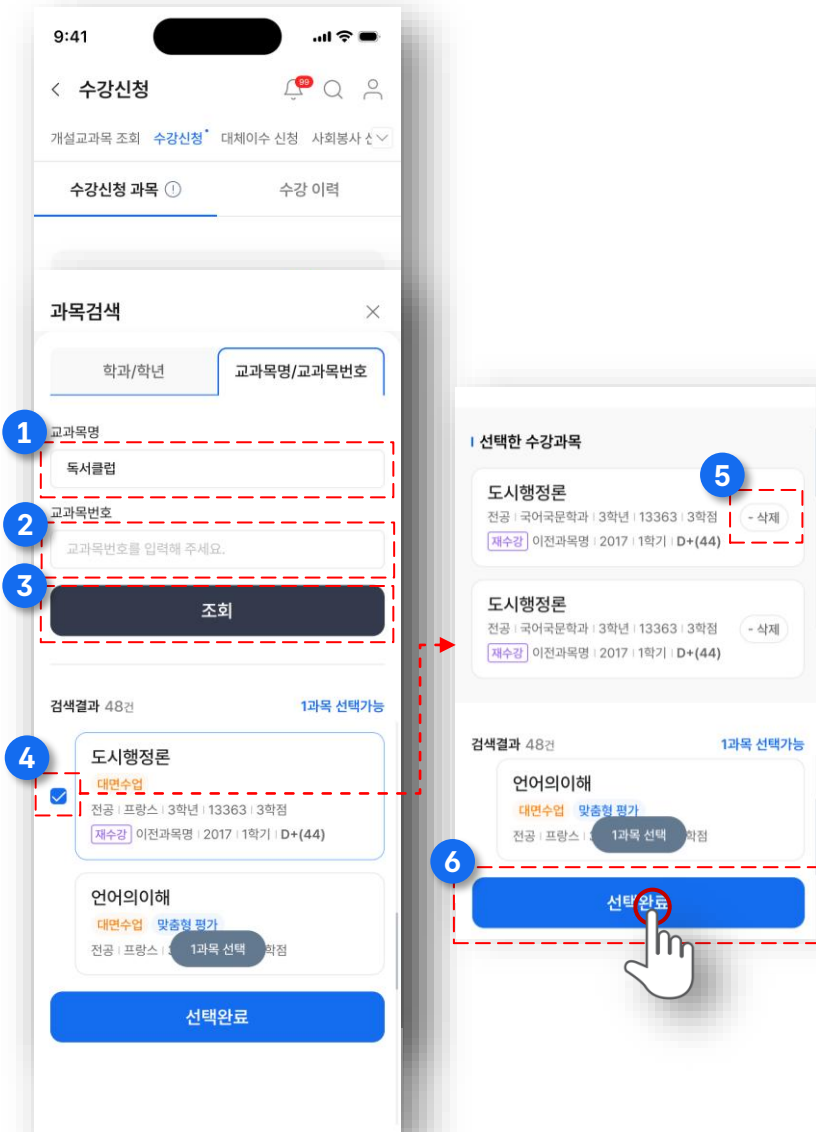 9:41
수강신청
99
개설교과목 조회 수강신청 대체이수 신청 사회봉사
수강신청 과목
수강 이력
과목검색
학과/학년
교과목명/교과목번호
1
교과목명
독서클럽
2
교과목번호
교과목번호를 입력해 주세요.
3
조회
검색결과 48건
1과목 선택가능
4
도시행정론
대면수업
전공 프랑스 3학년 13363 3학점
재수강 이전과목명 2017 1학기 D+(44)
언어의이해
대면수업 맞춤형 평가
전공 프랑스 학점
1과목 선택
선택완료
선택한 수강과목
5
도시행정론
전공 국어국문학과 3학년 13363 3학점
- 삭제
재수강 이전과목명 2017 1학기 D+(44)
도시행정론
전공 국어국문학과 3학년 13363 3학점
- 삭제
재수강 이전과목명 2017 1학기 D+(44)
검색결과 48건
1과목 선택가능
언어의이해
대면수업 맞춤형 평가
전공 프랑스 학점
1과목 선택
6
선택완료